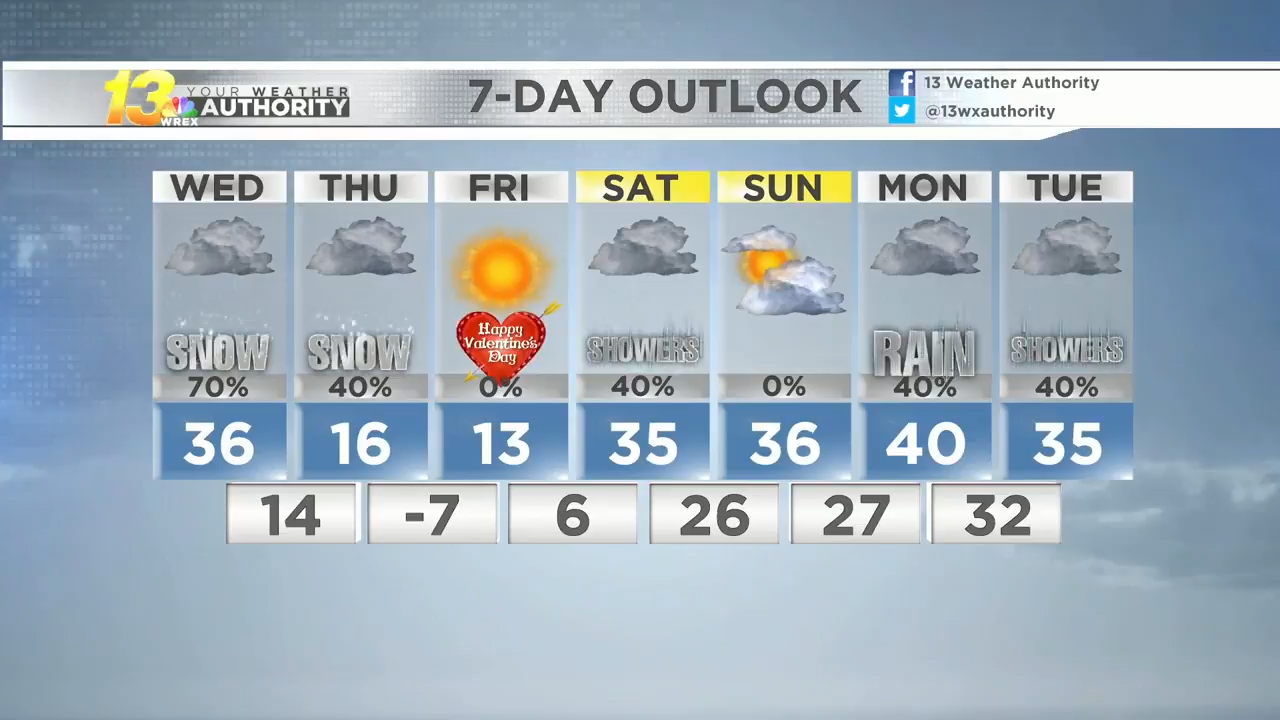 13 WREX
YOUR WEATHER
AUTHORITY
7-DAY OUTLOOK
13 Weather Authority
@13wxauthority
WED THU FRI SAT SUN MON TUE
Happy
Valentine's
Day
SNOW SNOW SHOWERS RAIN SHOWERS
70% 40% 0% 40% 0% 40% 40%
36 16 13 35 36 40 35
14 -7 6 26 27 32